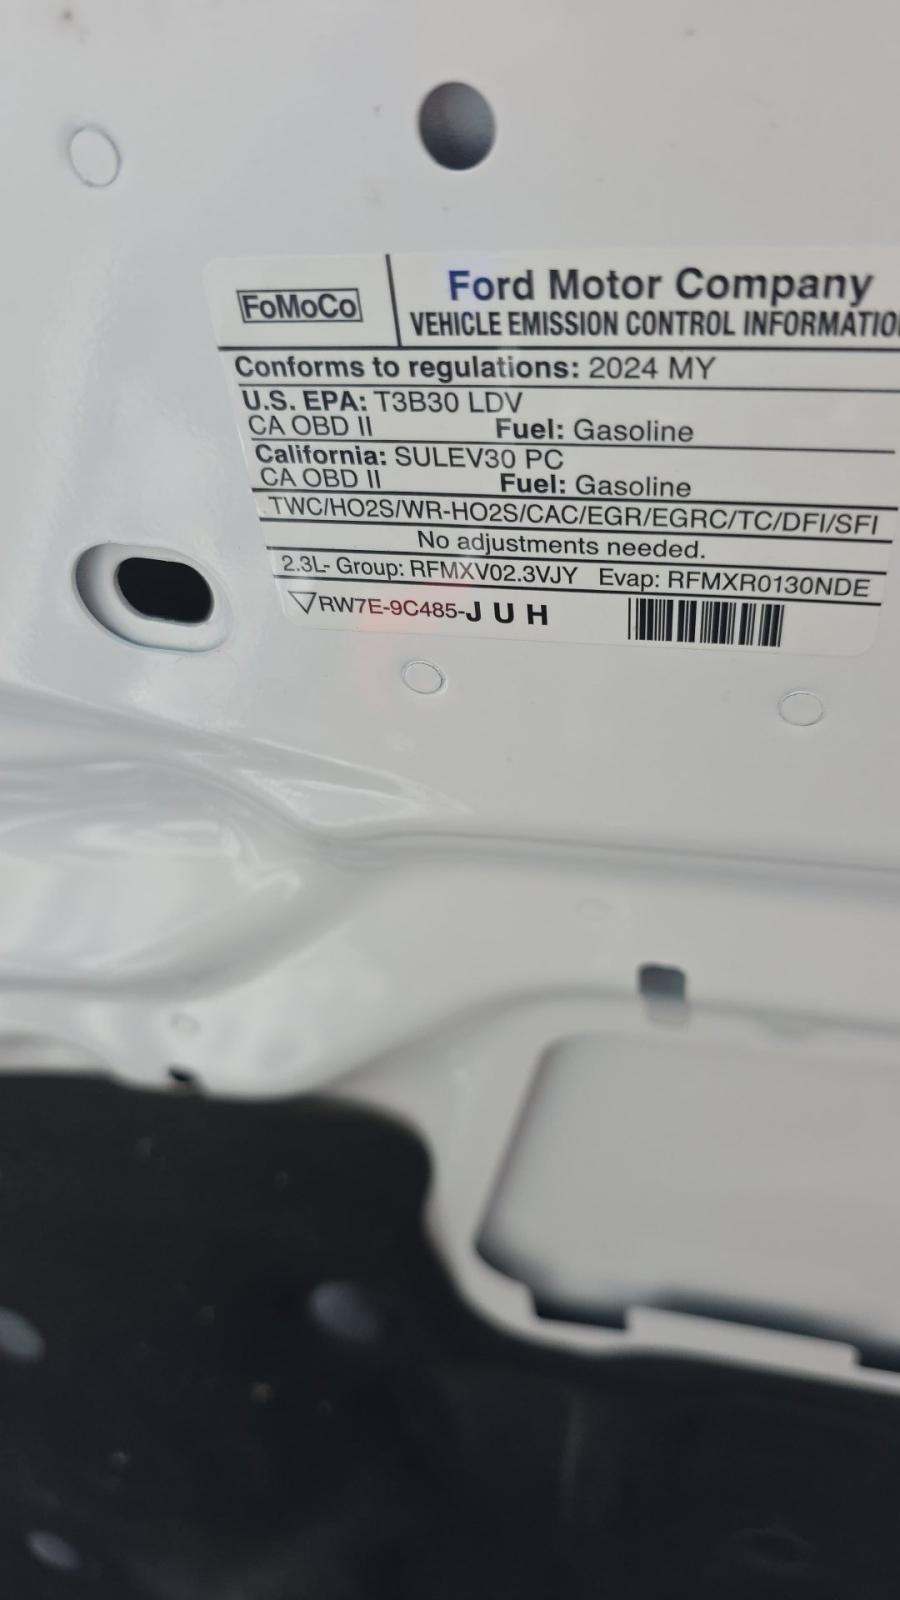 FoMoCo
Ford Motor Company
VEHICLE EMISSION CONTROL INFORMATIO
Conforms to regulations: 2024 MY
U.S. EPA: T3B30 LDV
CA OBD II Fuel: Gasoline
California: SULEV30 PC
CA OBD II Fuel: Gasoline
TWC/HO2S/WR-HO2S/CAC/EGR/EGRC/TC/DFI/SFI
No adjustments needed.
2.3L- Group: RFMXV02.3VJY Evap: RFMXR0130NDE
RW7E-9C485-J U H